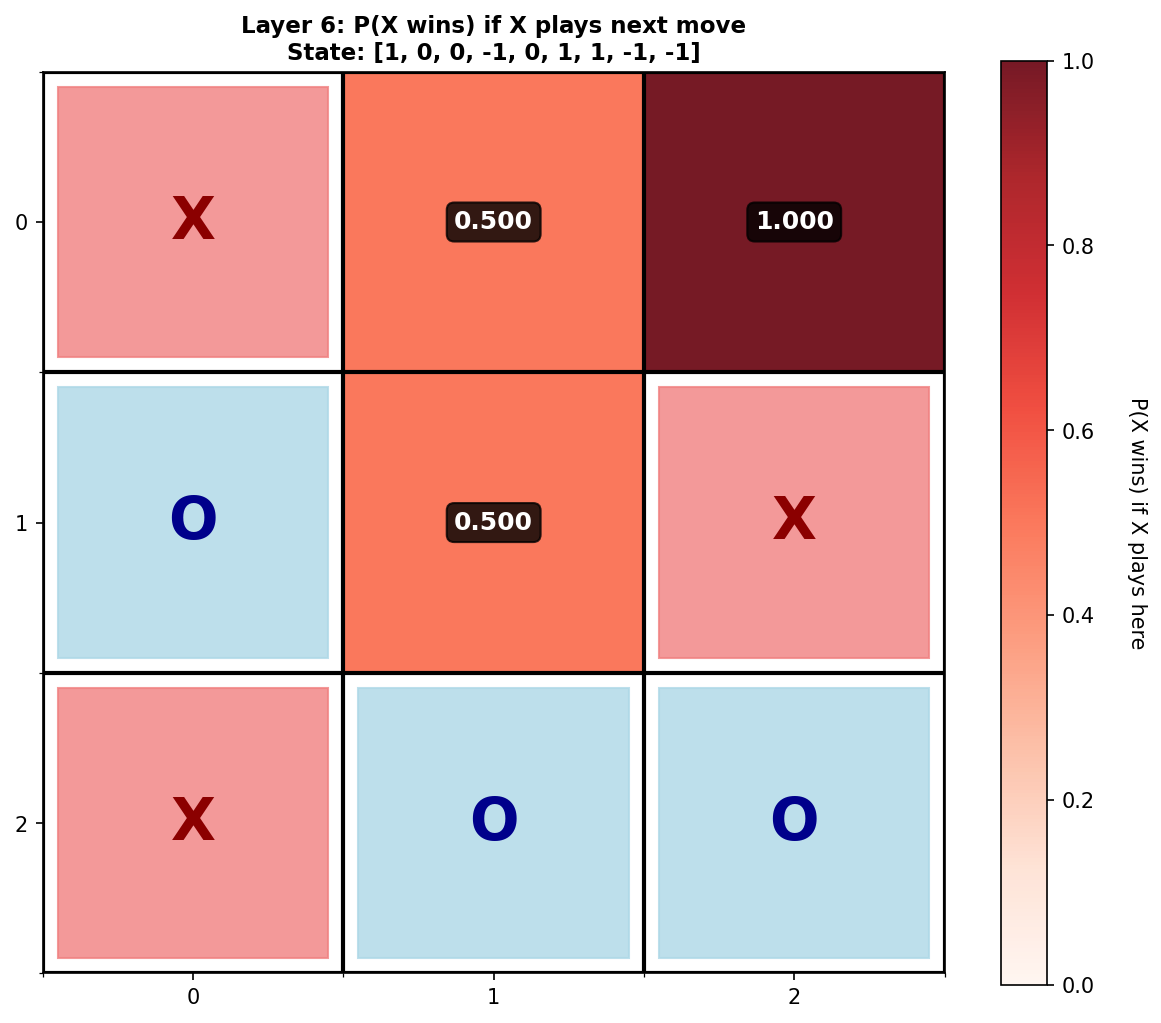 Layer 6: P(X wins) if X plays next move
State: [1, 0, 0, -1, 0, 1, 1, -1, -1]
1.0
0 X 0.500 1.000
0.8
0.6
P(X wins) if X plays here
1 O 0.500 X
0.4
0.2
2 X O O
0.0
0 1 2